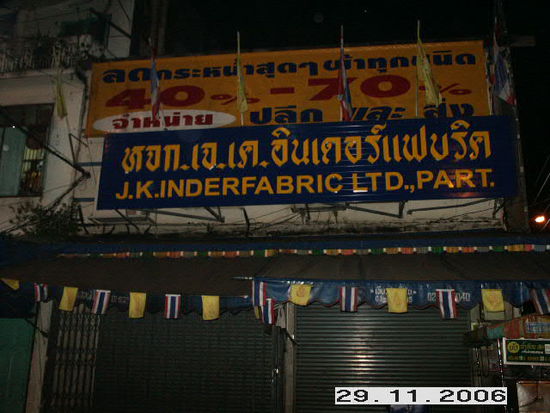 ลดกระหน่ำสุดๆ ผ้าทุกชนิด
40% - 70%
จำหน่าย ปลีก และ ส่ง
หจก.เจ.เค.อินเดอร์แฟบริค
J.K.INDERFABRIC LTD.,PART.
29.11.2006